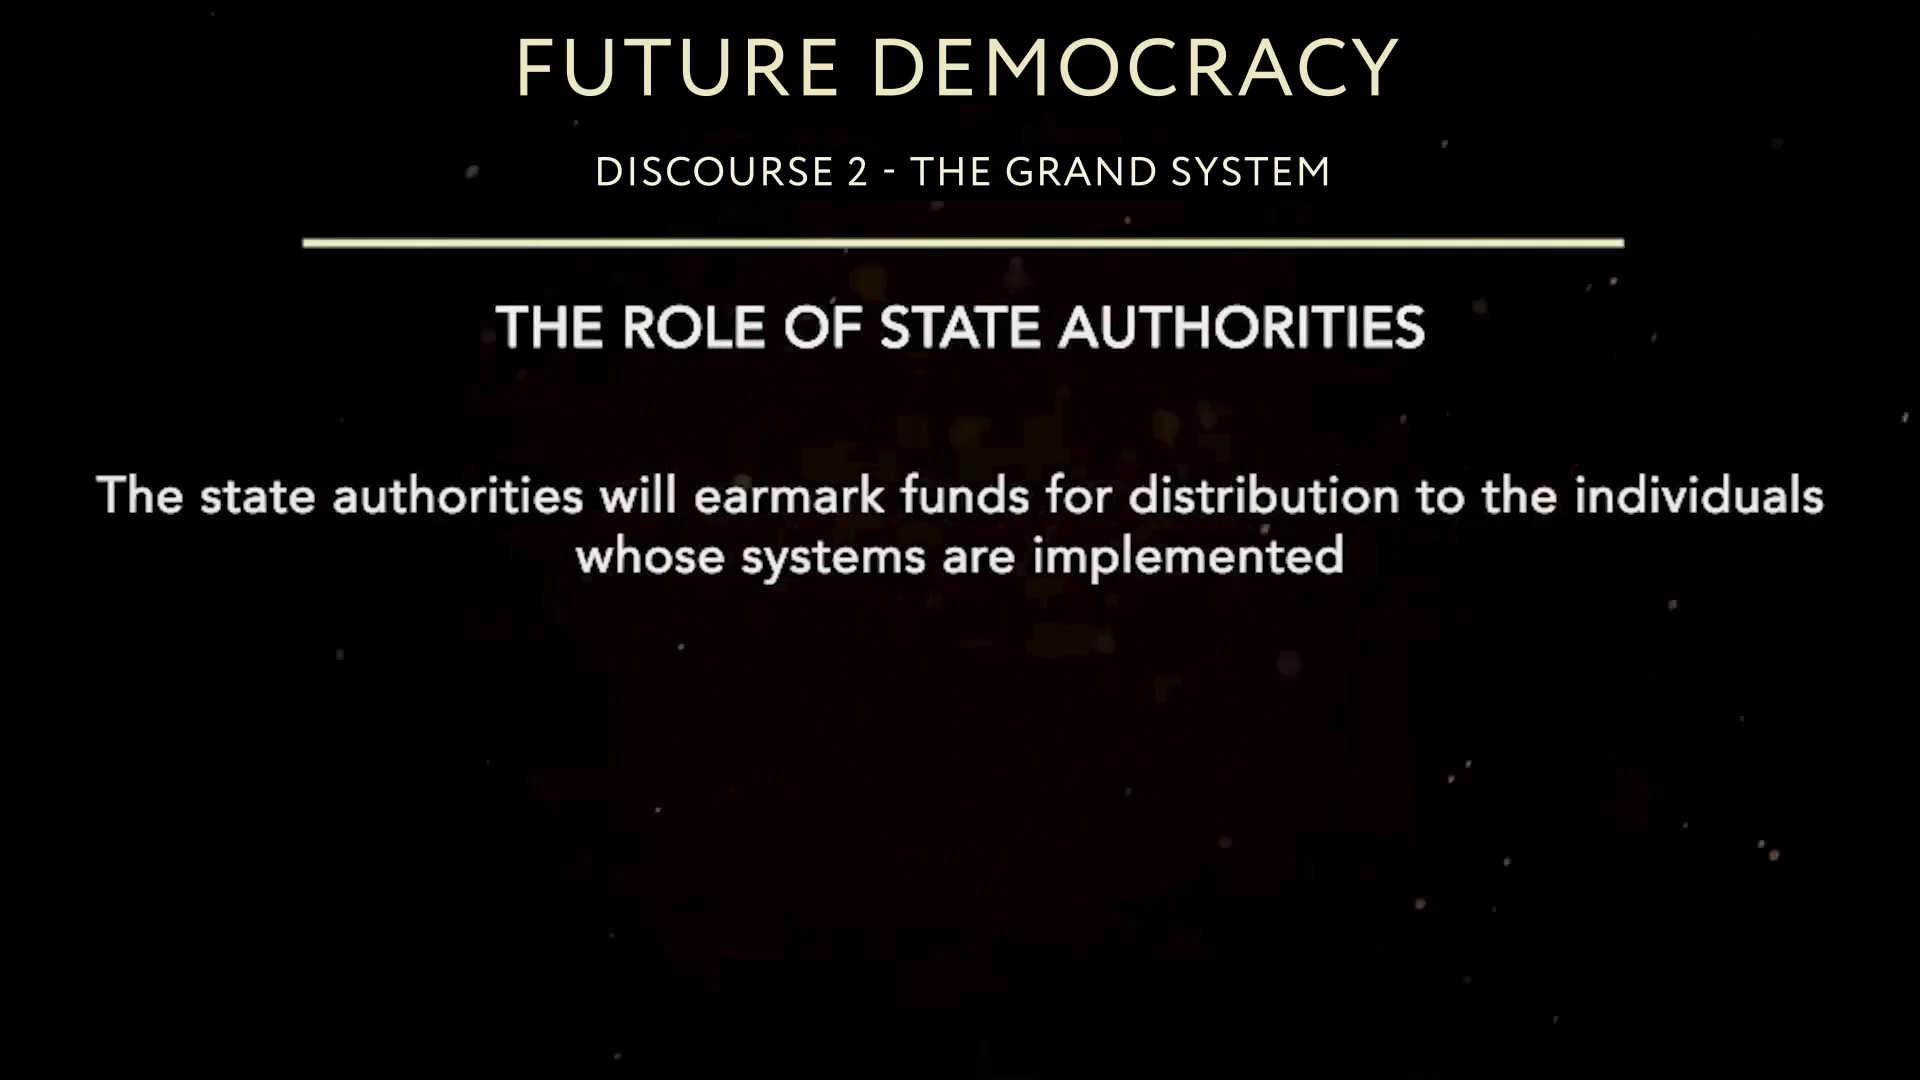 FUTURE DEMOCRACY
DISCOURSE 2 - THE GRAND SYSTEM
THE ROLE OF STATE AUTHORITIES
The state authorities will earmark funds for distribution to the individuals
whose systems are implemented